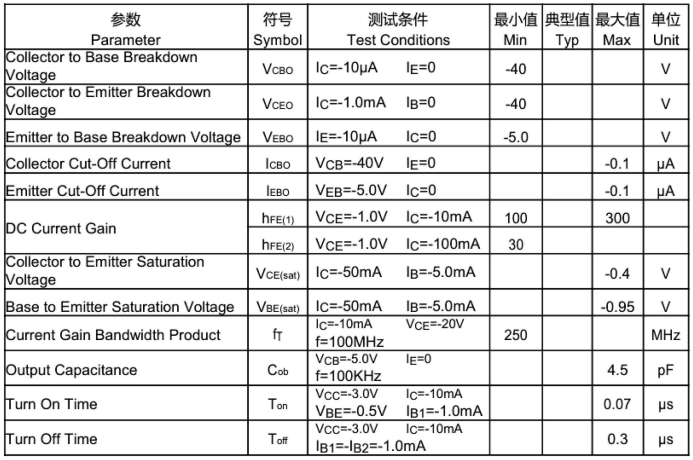 参数 符号 测试条件 最小值 典型值 最大值 单位
Parameter Symbol Test Conditions Min Typ Max Unit
Collector to Base Breakdown
Voltage VCBO IC=-10μA IE=0 -40 V
Collector to Emitter Breakdown
Voltage VCEO IC=-1.0mA IB=0 -40 V
Emitter to Base Breakdown Voltage VEBO IE=-10μA IC=0 -5.0 V
Collector Cut-Off Current ICBO VCB=-40V IE=0 -0.1 μA
Emitter Cut-Off Current IEBO VEB=-5.0V IC=0 -0.1 μA
DC Current Gain hFE(1) VCE=-1.0V IC=-10mA 100 300
hFE(2) VCE=-1.0V IC=-100mA 30
Collector to Emitter Saturation
Voltage VCE(sat) IC=-50mA IB=-5.0mA -0.4 V
Base to Emitter Saturation Voltage VBE(sat) IC=-50mA IB=-5.0mA -0.95 V
Current Gain Bandwidth Product fT IC=-10mA VCE=-20V 250 MHz
f=100MHz
Output Capacitance Cob VCB=-5.0V IE=0 4.5 pF
f=100KHz
Turn On Time Ton VCC=-3.0V IC=-10mA 0.07 μs
VBE=-0.5V IB1=-1.0mA
Turn Off Time Toff VCC=-3.0V IC=-10mA 0.3 μs
IB1=-IB2=-1.0mA